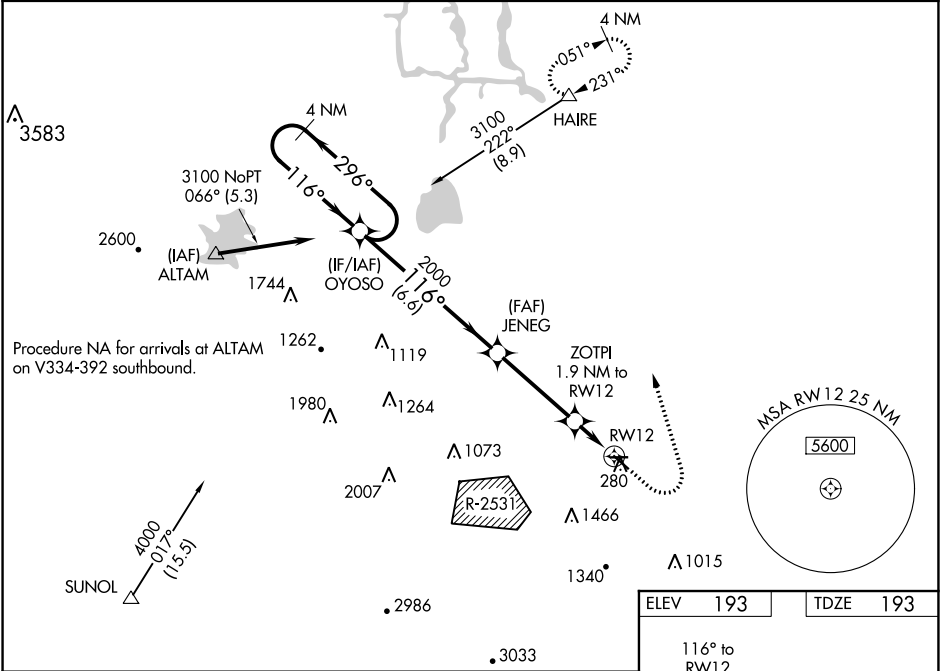 4 NM
051°
231°
HAIRE
3100
222°
(8.9)
3583
4 NM
296°
116°
3100 NoPT
066° (5.3)
2600
(IAF)
ALTAM
(IF/IAF)
OYOSO
1744
2000
116°
(6.6)
(FAF)
JENEG
Procedure NA for arrivals at ALTAM
on V334-392 southbound.
1262
1119
ZOTPI
1.9 NM to
RW12
1980
1264
RW12
280
1073
MSA RW12 25 NM
5600
2007
R-2531
1466
4000
017°
(15.5)
SUNOL
1340
1015
2986
3033
ELEV 193
TDZE 193
116° to
RW12